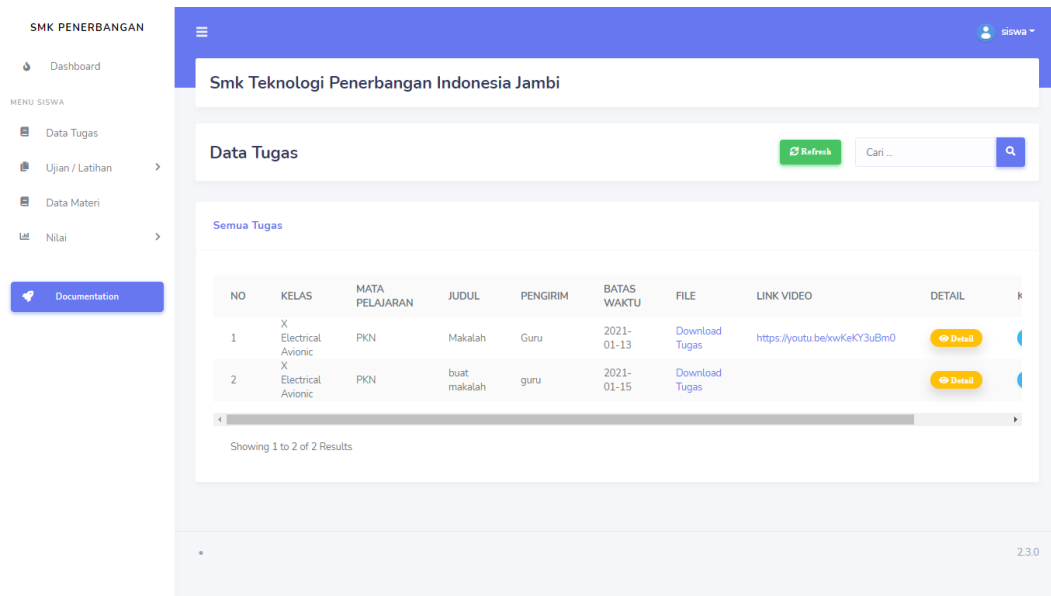 SMK PENERBANGAN
siswa
Dashboard
MENU SISWA
Data Tugas
Ujian / Latihan
Data Materi
Nilai
Documentation
Smk Teknologi Penerbangan Indonesia Jambi
Data Tugas
Refresh
Cari ...
Semua Tugas
NO KELAS MATA PELAJARAN JUDUL PENGIRIM BATAS WAKTU FILE LINK VIDEO DETAIL K
1 X Electrical Avionic PKN Makalah Guru 2021-01-13 Download Tugas https://youtu.be/xwKeKY3uBm0 Detail
2 X Electrical Avionic PKN buat makalah guru 2021-01-15 Download Tugas Detail
Showing 1 to 2 of 2 Results
2.3.0